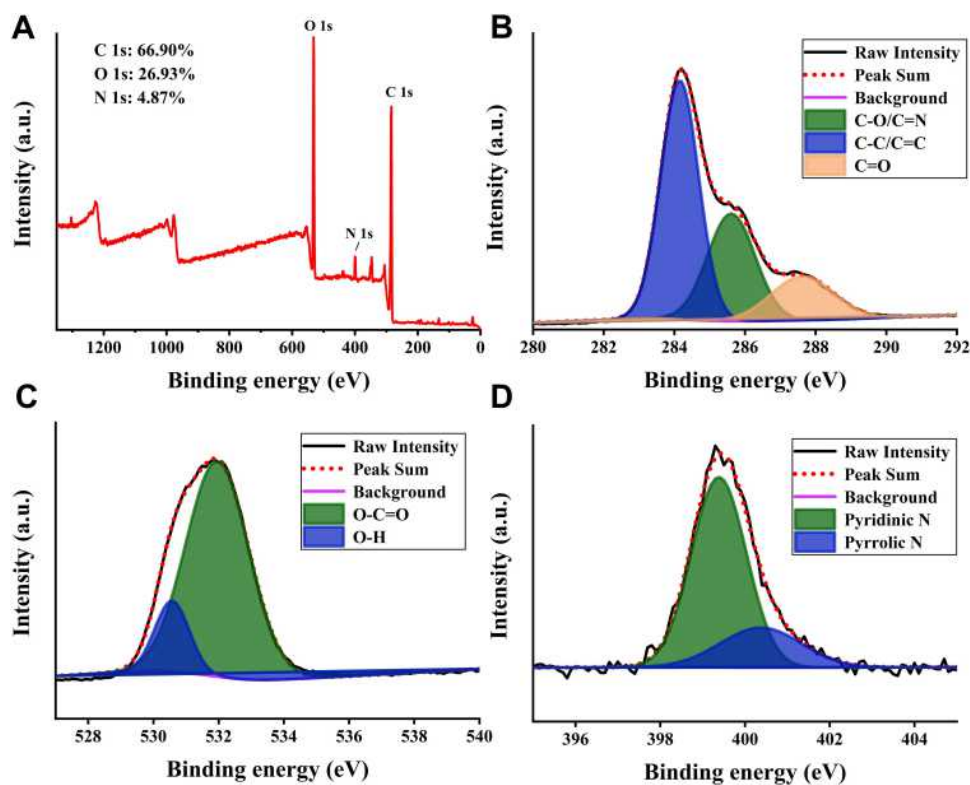 A
C 1s: 66.90%
O 1s: 26.93%
N 1s: 4.87%
O 1s
C 1s
N 1s
Intensity (a.u.)
1200 1000 800 600 400 200 0
Binding energy (eV)
B
Raw Intensity
Peak Sum
Background
C-O/C=N
C-C/C=C
C=O
Intensity (a.u.)
280 282 284 286 288 290 292
Binding energy (eV)
C
Raw Intensity
Peak Sum
Background
O-C=O
O-H
Intensity (a.u.)
528 530 532 534 536 538 540
Binding energy (eV)
D
Raw Intensity
Peak Sum
Background
Pyridinic N
Pyrrolic N
Intensity (a.u.)
396 398 400 402 404
Binding energy (eV)